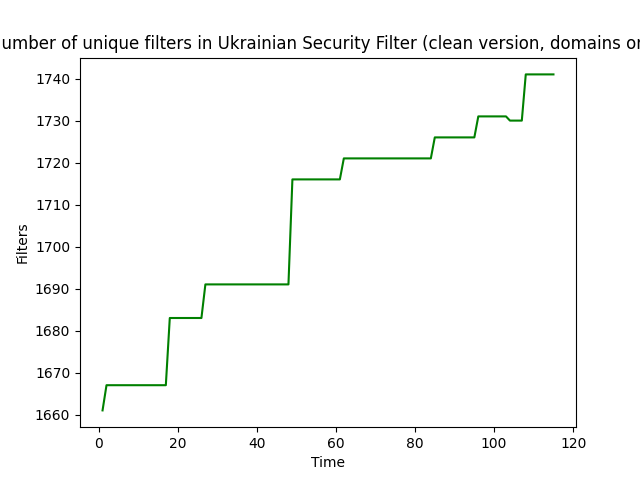 umber of unique filters in Ukrainian Security Filter (clean version, domains or
1740
1730
1720
1710
1700
1690
1680
1670
1660
Filters
0 20 40 60 80 100 120
Time